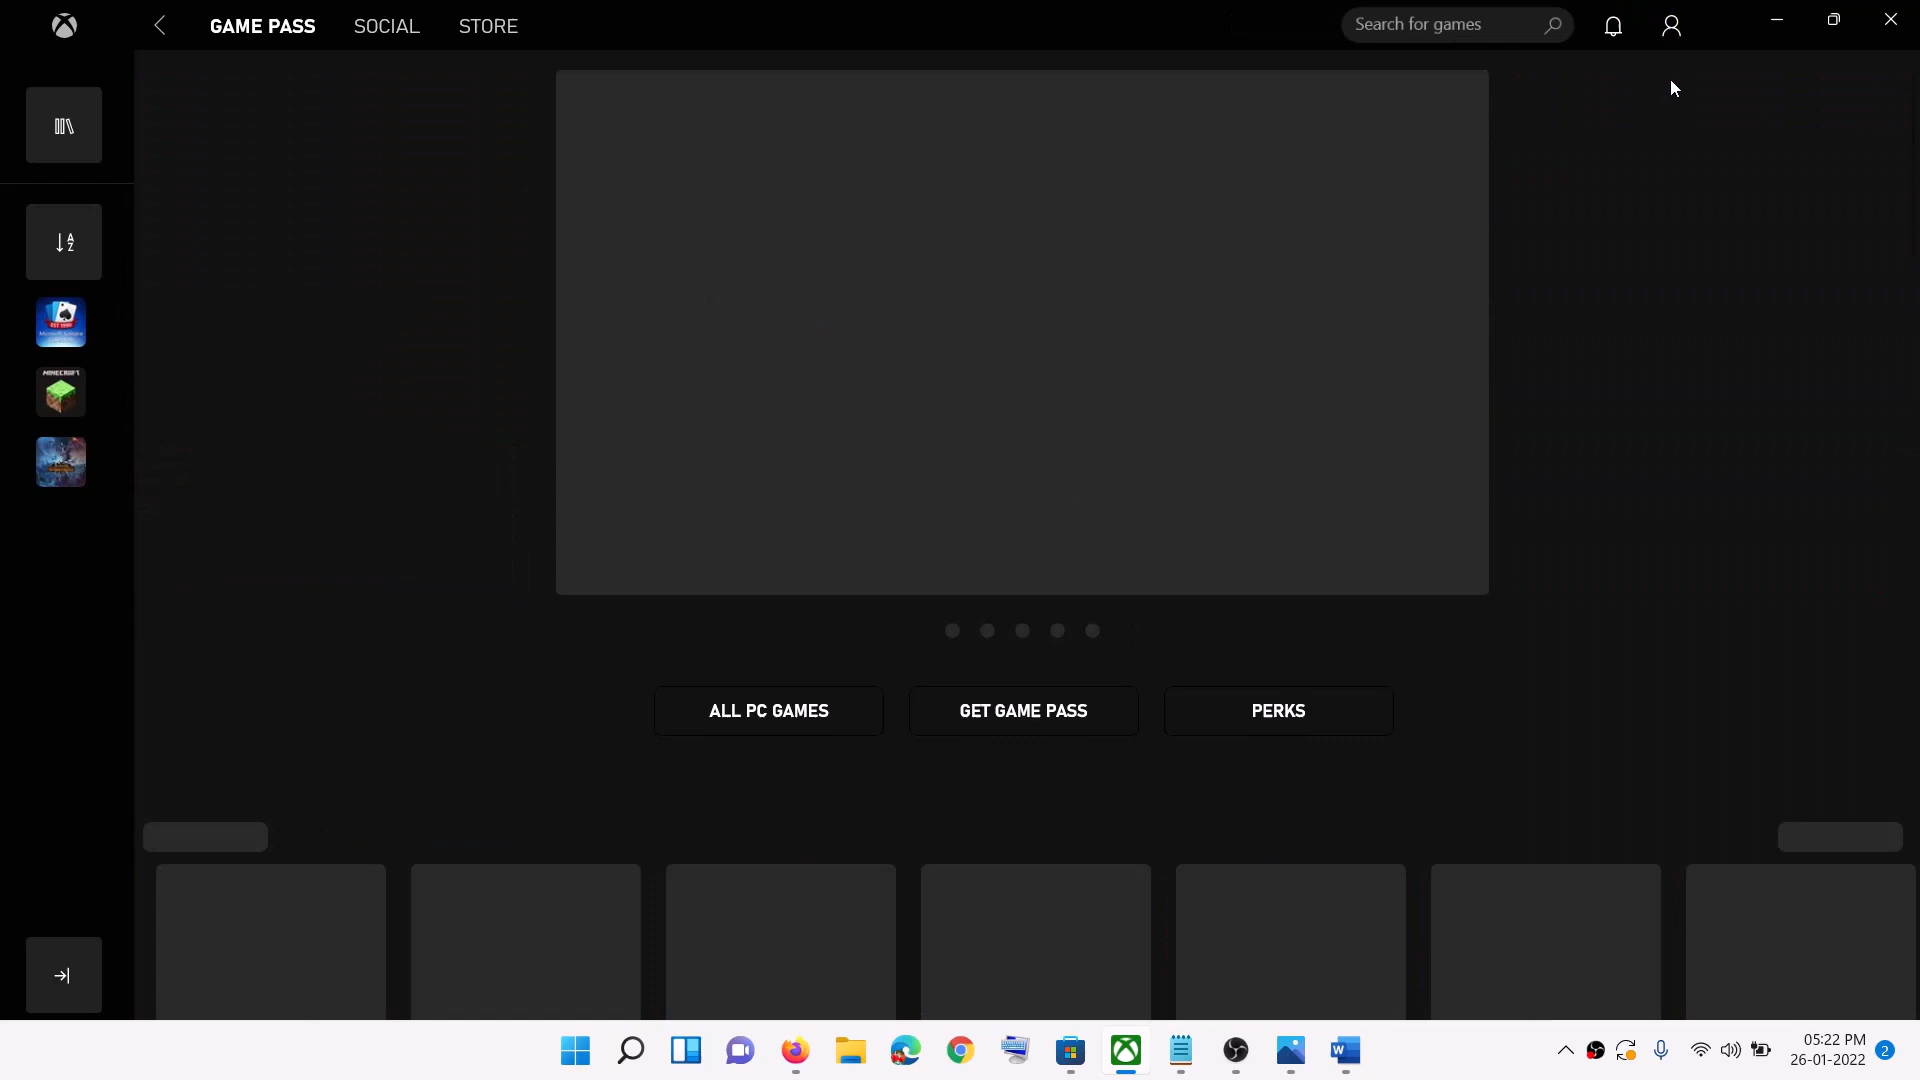 GAME PASS
SOCIAL
STORE
Search for games
A
Z
MINECRAFT
ALL PC GAMES
GET GAME PASS
PERKS
05:22 PM
26-01-2022
2